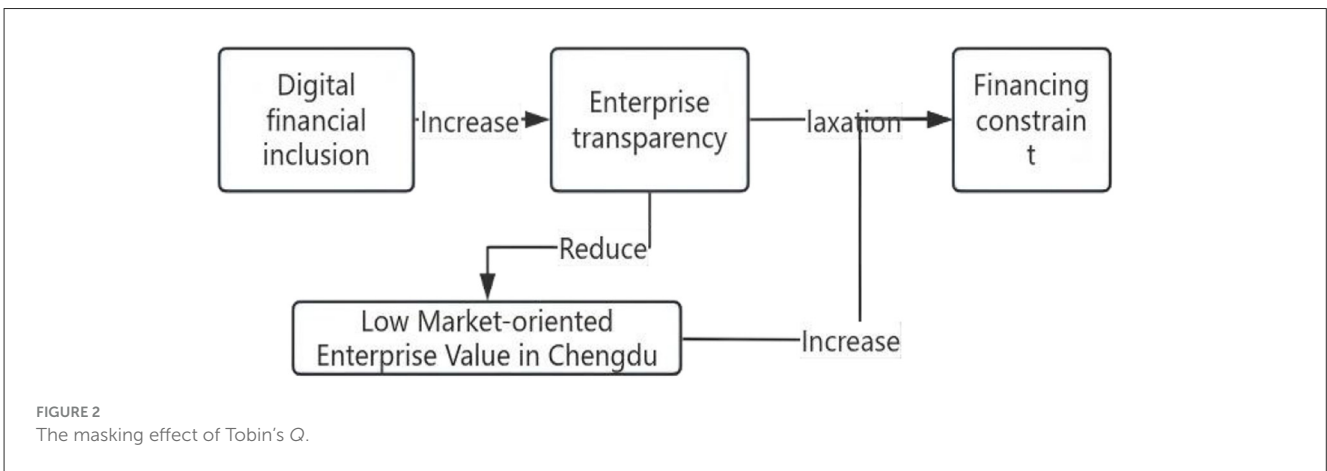 Digital
financial
inclusion
Increase
Enterprise
transparency
laxation
Financing
constrain
t
Reduce
Low Market-oriented
Enterprise Value in Chengdu
Increase
FIGURE 2
The masking effect of Tobin's Q.